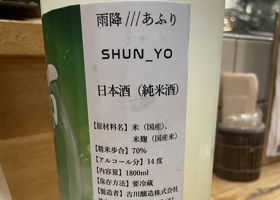 雨降///あふり
SHUN_YO
日本酒（純米酒）
【原材料名】米（国産）、
米麹（国産米）
【精米歩合】70%
【アルコール分】14度
【内容量】1800ml
【保存方法】要冷蔵
【製造者】吉川醸造株式会社